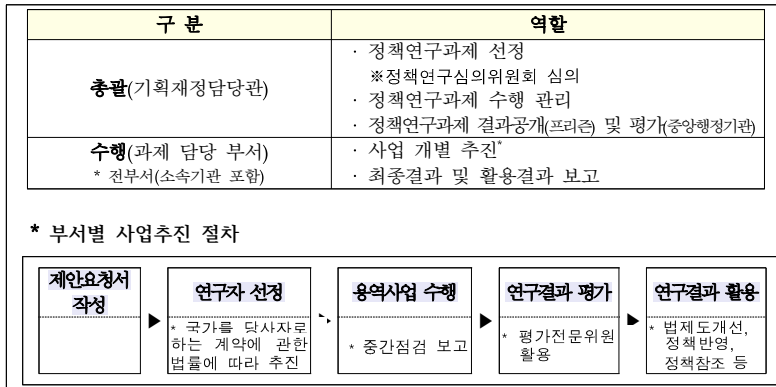 구 분 역할
총괄(기획재정담당관)
· 정책연구과제 선정
※정책연구심의위원회 심의
· 정책연구과제 수행 관리
· 정책연구과제 결과공개(프리즌) 및 평가(중앙행정기관)
수행(과제 담당 부서)
* 전부서(소속기관 포함)
· 사업 개별 추진*
· 최종결과 및 활용결과 보고
* 부서별 사업추진 절차
제안요청서
작성
연구자 선정
* 국가를 당사자로
하는 계약에 관한
법률에 따라 추진
용역사업 수행
* 중간점검 보고
연구결과 평가
* 평가전문위원
활용
연구결과 활용
* 법제도개선,
정책반영,
정책참조 등